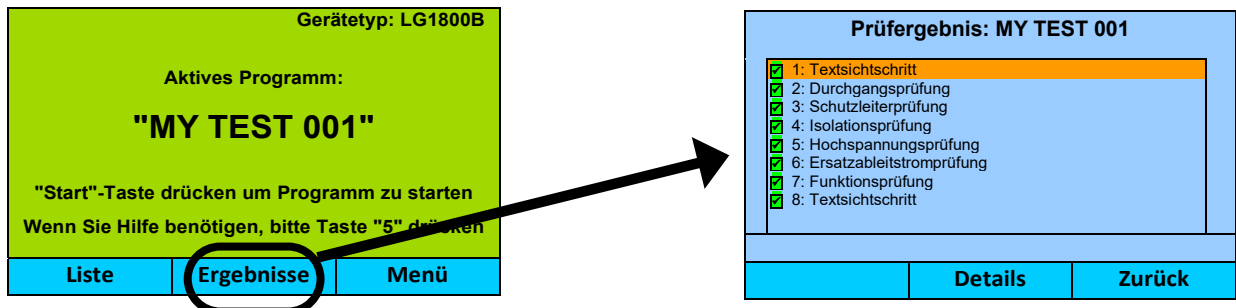 Gerätetyp: LG1800B
Aktives Programm:
"MY TEST 001"
"Start"-Taste drücken um Programm zu starten
Wenn Sie Hilfe benötigen, bitte Taste "5" drücken
Liste
Ergebnisse
Menü
Prüfergebnis: MY TEST 001
1: Textsichtschritt
2: Durchgangsprüfung
3: Schutzleiterprüfung
4: Isolationsprüfung
5: Hochspannungsprüfung
6: Ersatzableitstromprüfung
7: Funktionsprüfung
8: Textsichtschritt
Details
Zurück